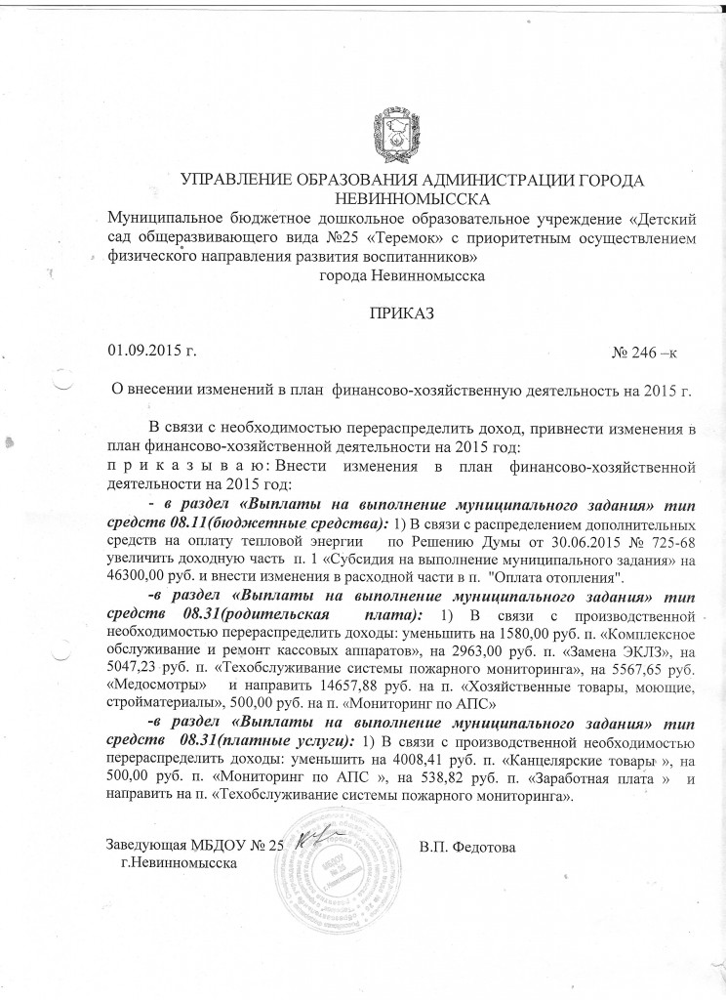 УПРАВЛЕНИЕ ОБРАЗОВАНИЯ АДМИНИСТРАЦИИ ГОРОДА
НЕВИННОМЫССКА
Муниципальное бюджетное дошкольное образовательное учреждение «Детский
сад общеразвивающего вида №25 «Теремок» с приоритетным осуществлением
физического направления развития воспитанников»
города Невинномысска
ПРИКАЗ
01.09.2015 г. № 246 –к
О внесении изменений в план финансово-хозяйственную деятельность на 2015 г.
В связи с необходимостью перераспределить доход, привнести изменения в
план финансово-хозяйственной деятельности на 2015 год:
п р и к а з ы в а ю: Внести изменения в план финансово-хозяйственной
деятельности на 2015 год:
- в раздел «Выплаты на выполнение муниципального задания» тип
средств 08.11(бюджетные средства): 1) В связи с распределением дополнительных
средств на оплату тепловой энергии по Решению Думы от 30.06.2015 № 725-68
увеличить доходную часть п. 1 «Субсидия на выполнение муниципального задания» на
46300,00 руб. и внести изменения в расходной части в п. "Оплата отопления".
-в раздел «Выплаты на выполнение муниципального задания» тип
средств 08.31(родительская плата): 1) В связи с производственной
необходимостью перераспределить доходы: уменьшить на 1580,00 руб. п. «Комплексное
обслуживание и ремонт кассовых аппаратов», на 2963,00 руб. п. «Замена ЭКЛЗ», на
5047,23 руб. п. «Техобслуживание системы пожарного мониторинга», на 5567,65 руб.
«Медосмотры» и направить 14657,88 руб. на п. «Хозяйственные товары, моющие,
стройматериалы», 500,00 руб. на п. «Мониторинг по АПС»
-в раздел «Выплаты на выполнение муниципального задания» тип
средств 08.31(платные услуги): 1) В связи с производственной необходимостью
перераспределить доходы: уменьшить на 4008,41 руб. п. «Канцелярские товары », на
500,00 руб. п. «Мониторинг по АПС », на 538,82 руб. п. «Заработная плата » и
направить на п. «Техобслуживание системы пожарного мониторинга».
Заведующая МБДОУ № 25 В.П. Федотова
г.Невинномысска
МБДОУ
№ 25
г.Невинномысска